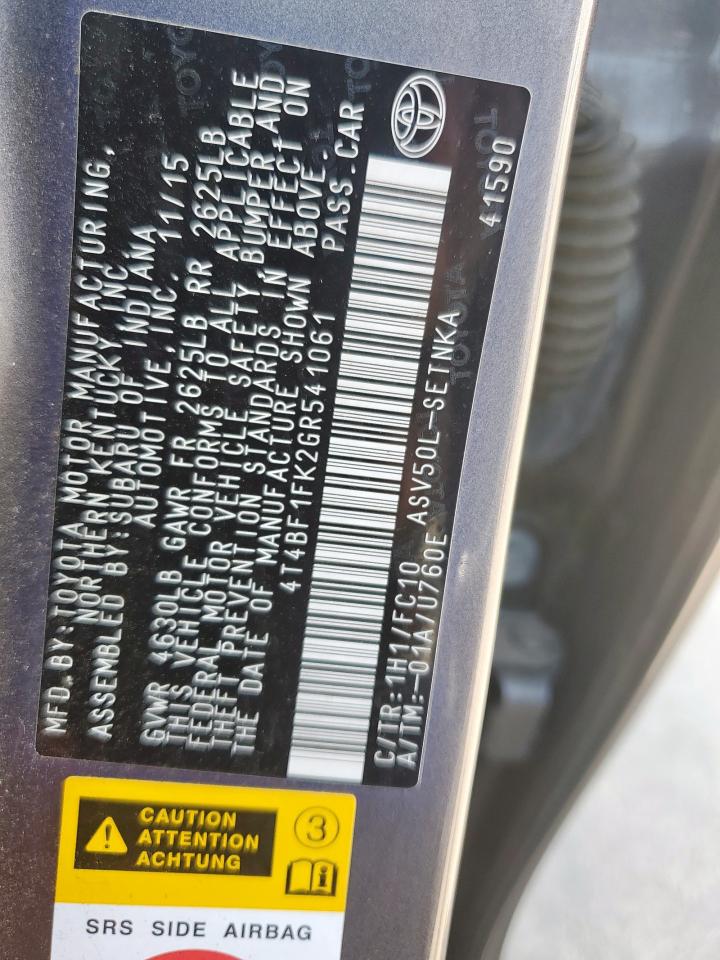 MFD. BY: TOYOTA MOTOR MANUFACTURING,
NORTHERN KENTUCKY, INC.
ASSEMBLED BY: SUBARU OF INDIANA
AUTOMOTIVE, INC. 11/15
GVWR 4630LB GAWR FR 2625LB RR 2625LB
THIS VEHICLE CONFORMS TO ALL APPLICABLE
FEDERAL MOTOR VEHICLE SAFETY, BUMPER, AND
THEFT PREVENTION STANDARDS IN EFFECT ON
THE DATE OF MANUFACTURE SHOWN ABOVE.
4T4BF1FK2GR541061 PASS.CAR
C/TR:1H1/FC10 ASV50L-SETNKA
A/TM:-01A/U760E 41590
CAUTION
ATTENTION
ACHTUNG
3
SRS SIDE AIRBAG